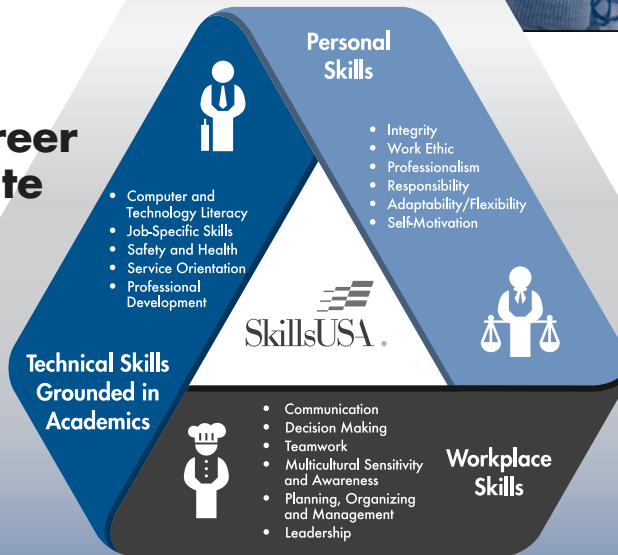 Personal
Skills
• Integrity
• Work Ethic
• Professionalism
• Responsibility
• Adaptability/Flexibility
• Self-Motivation
• Computer and
Technology Literacy
• Job-Specific Skills
• Safety and Health
• Service Orientation
• Professional
Development
SkillsUSA®
Technical Skills
Grounded in
Academics
• Communication
• Decision Making
• Teamwork
• Multicultural Sensitivity
and Awareness
• Planning, Organizing
and Management
• Leadership
Workplace
Skills